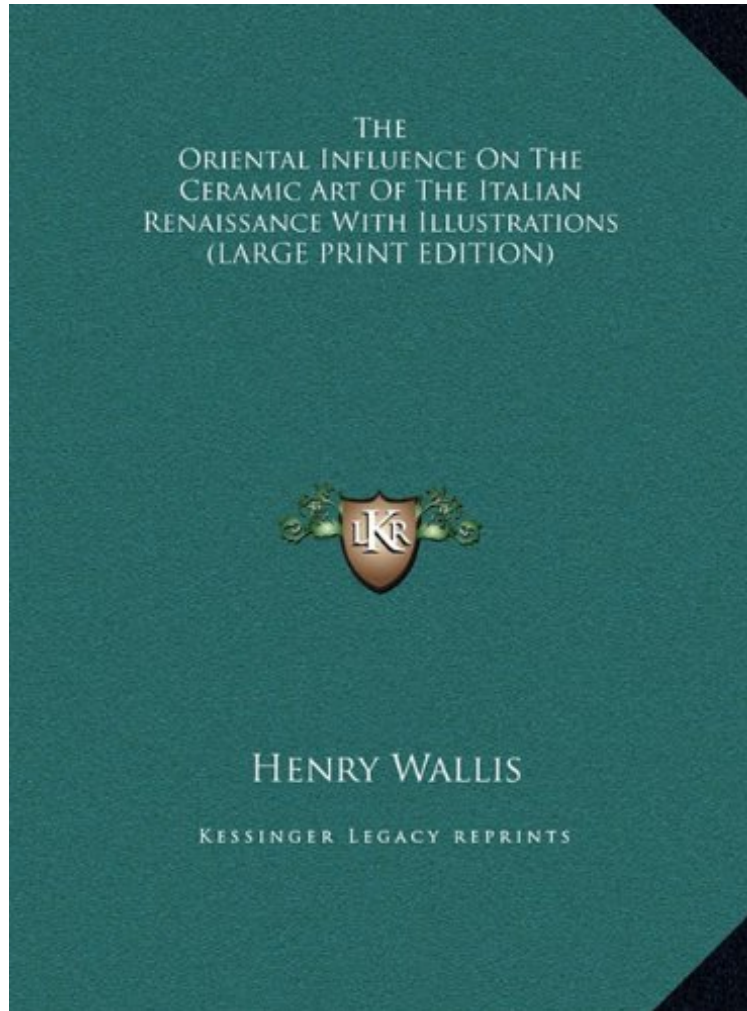 THE
ORIENTAL INFLUENCE ON THE
CERAMIC ART OF THE ITALIAN
RENAISSANCE WITH ILLUSTRATIONS
(LARGE PRINT EDITION)
LKR
HENRY WALLIS
KESSINGER LEGACY REPRINTS